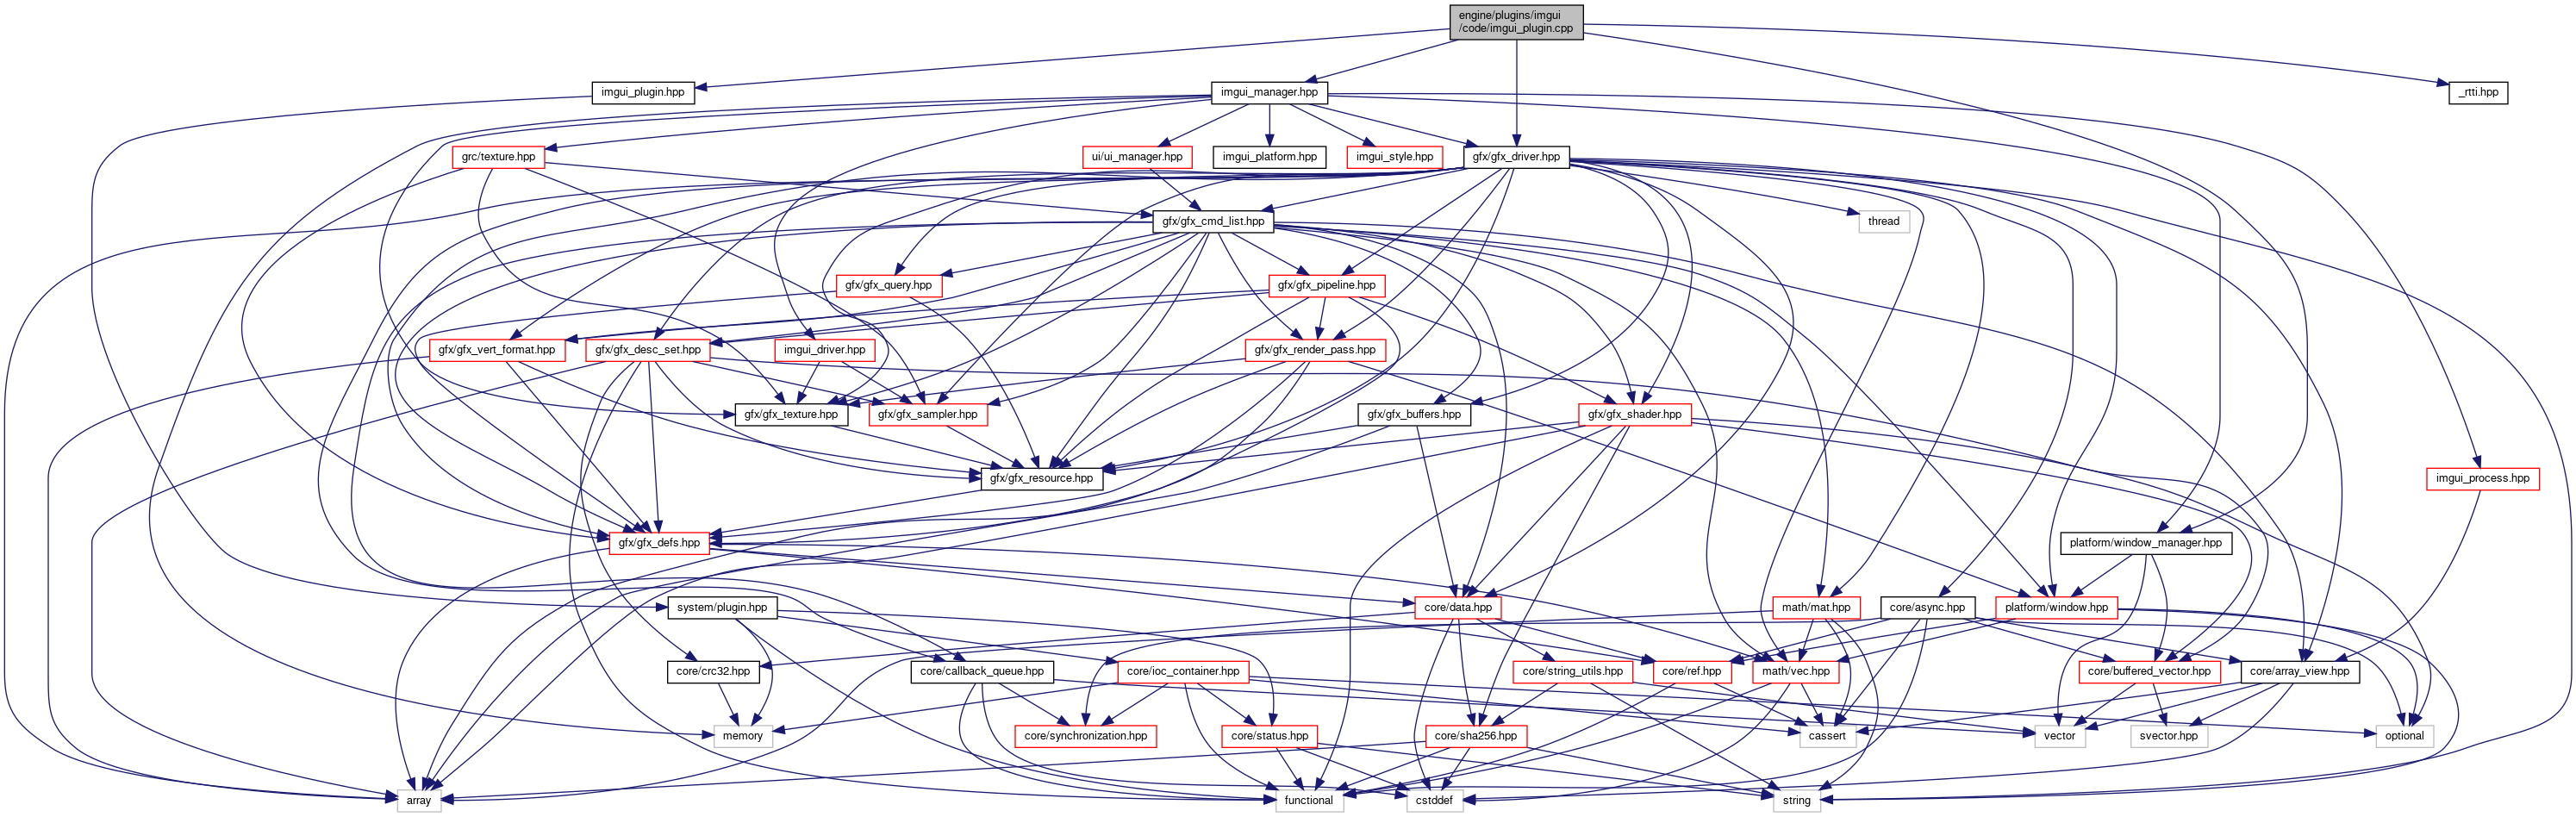 engine/plugins/imgui
/code/imgui_plugin.cpp
imgui_plugin.hpp
imgui_manager.hpp
_rtti.hpp
grc/texture.hpp
ui/ui_manager.hpp
imgui_platform.hpp
imgui_style.hpp
gfx/gfx_driver.hpp
gfx/gfx_cmd_list.hpp
thread
gfx/gfx_query.hpp
gfx/gfx_pipeline.hpp
gfx/gfx_vert_format.hpp
gfx/gfx_desc_set.hpp
imgui_driver.hpp
gfx/gfx_render_pass.hpp
gfx/gfx_texture.hpp
gfx/gfx_sampler.hpp
gfx/gfx_buffers.hpp
gfx/gfx_shader.hpp
gfx/gfx_resource.hpp
imgui_process.hpp
gfx/gfx_defs.hpp
platform/window_manager.hpp
system/plugin.hpp
core/data.hpp
math/mat.hpp
core/async.hpp
platform/window.hpp
core/crc32.hpp
core/callback_queue.hpp
core/ioc_container.hpp
core/string_utils.hpp
core/ref.hpp
math/vec.hpp
core/buffered_vector.hpp
core/array_view.hpp
memory
core/synchronization.hpp
core/status.hpp
core/sha256.hpp
cassert
vector
svector.hpp
optional
array
functional
cstddef
string